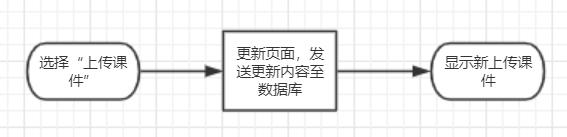 选择“上传课
件”
更新页面，发
送更新内容至
数据库
显示新上传课
件